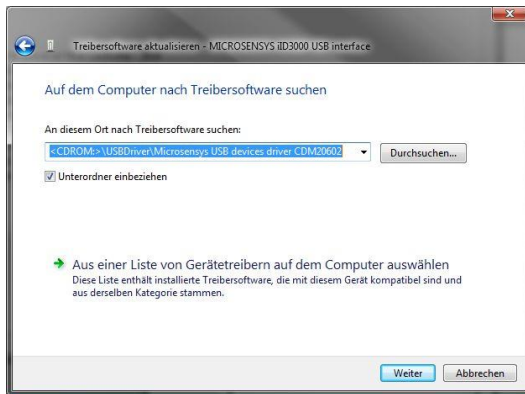 Treibersoftware aktualisieren - MICROSENSYS iID3000 USB interface
Auf dem Computer nach Treibersoftware suchen
An diesem Ort nach Treibersoftware suchen:
<CDROM:>\USBDriver\Microsensys USB devices driver CDM20602
Durchsuchen...
Unterordner einbeziehen
Aus einer Liste von Gerätetreibern auf dem Computer auswählen
Diese Liste enthält installierte Treibersoftware, die mit diesem Gerät kompatibel sind und
aus derselben Kategorie stammen.
Weiter
Abbrechen